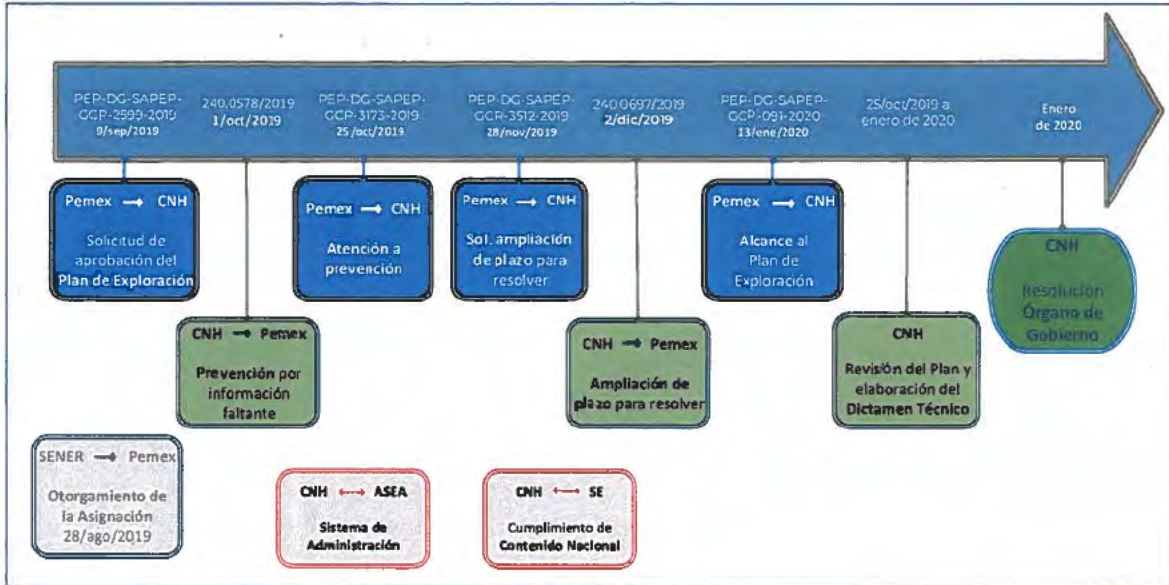 PEP-DG-SAPEP-
GCP-2599-2019
9/sep/2019
240.0578/2019
1/oct/2019
PEP-DG-SAPEP-
GCP-3173-2019
25/oct/2019
PEP-DG-SAPEP-
GCR-3512-2019
28/nov/2019
240.0697/2019
2/dic/2019
PEP-DG-SAPEP-
GCP-091-2020
13/ene/2020
25/oct/2019 a
enero de 2020
Enero
de 2020
Pemex → CNH
Solicitud de
aprobación del
Plan de Exploración
Pemex → CNH
Atención a
prevención
Pemex → CNH
Sol. ampliación
de plazo para
resolver
Pemex → CNH
Alcance al
Plan de
Exploración
CNH
Resolución
Órgano de
Gobierno
CNH → Pemex
Prevención por
información
faltante
CNH → Pemex
Ampliación de
plazo para resolver
CNH
Revisión del Plan y
elaboración del
Dictamen Técnico
SENER → Pemex
Otorgamiento de
la Asignación
28/ago/2019
CNH ↔ ASEA
Sistema de
Administración
CNH ↔ SE
Cumplimiento de
Contenido Nacional